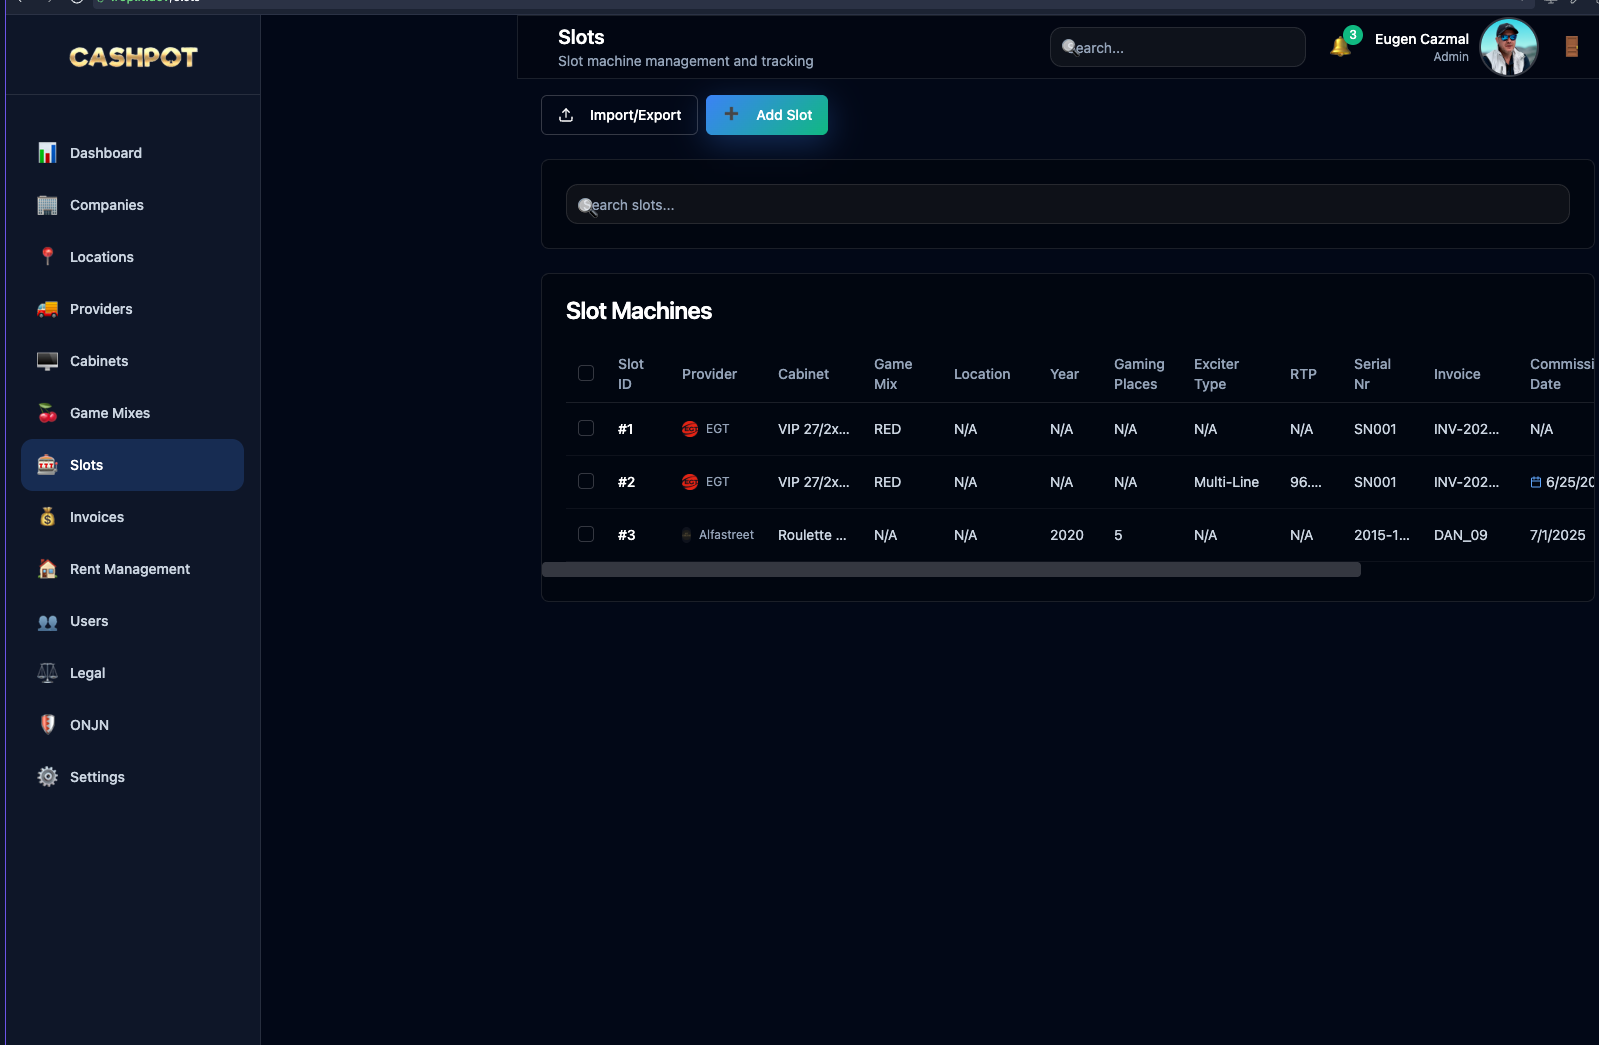 CASHPOT
Dashboard
Companies
Locations
Providers
Cabinets
Game Mixes
Slots
Invoices
Rent Management
Users
Legal
ONJN
Settings
Slots
Slot machine management and tracking
Search...
3
Eugen Cazmal
Admin
Import/Export
Add Slot
Search slots...
Slot Machines
Slot ID Provider Cabinet Game Mix Location Year Gaming Places Exciter Type RTP Serial Nr Invoice Commissi Date
#1 EGT VIP 27/2x... RED N/A N/A N/A N/A N/A SN001 INV-202... N/A
#2 EGT VIP 27/2x... RED N/A N/A N/A Multi-Line 96.... SN001 INV-202... 6/25/20
#3 Alfastreet Roulette ... N/A N/A 2020 5 N/A N/A 2015-1... DAN_09 7/1/2025